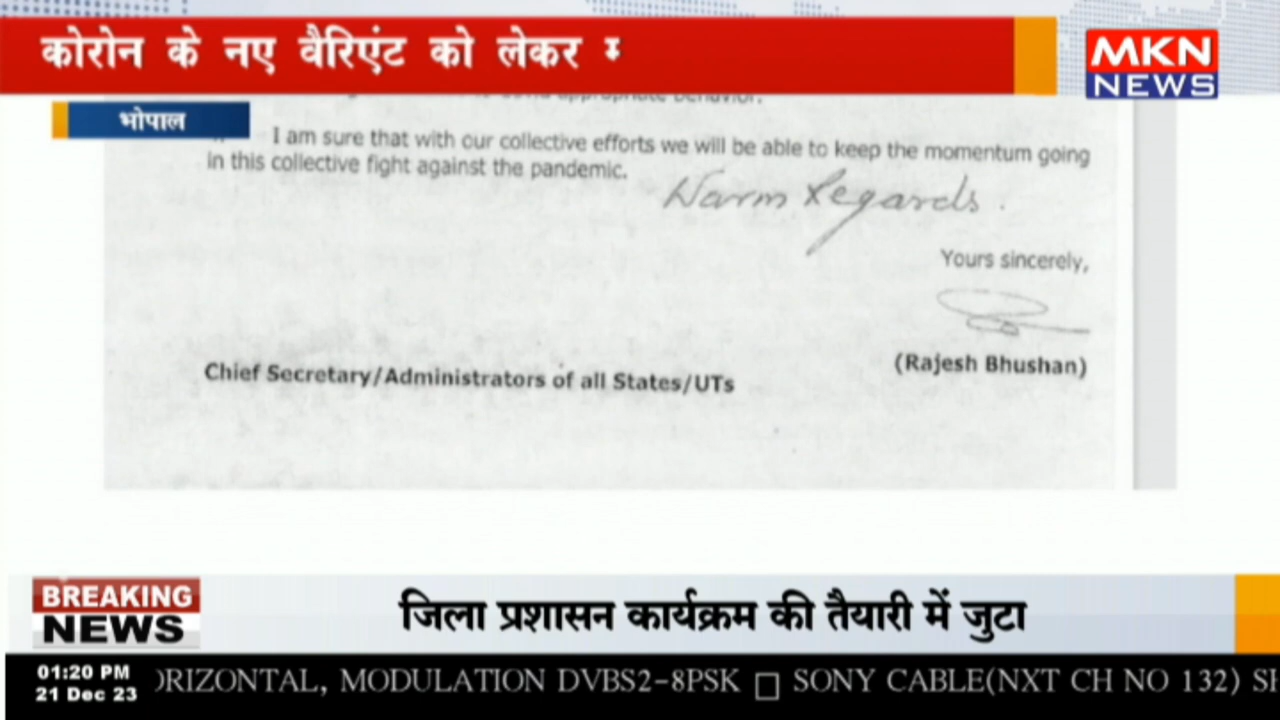 कोरोन के नए वैरिएंट को लेकर
MKN
NEWS
भोपाल
appropriate behavior.
I am sure that with our collective efforts we will be able to keep the momentum going
in this collective fight against the pandemic.
Warm Regards.
Yours sincerely,
(Rajesh Bhushan)
Chief Secretary/Administrators of all States/UTs
BREAKING
NEWS
जिला प्रशासन कार्यक्रम की तैयारी में जुटा
01:20 PM
21 Dec 23
ORIZONTAL, MODULATION DVBS2-8PSK □ SONY CABLE(NXT CH NO 132)